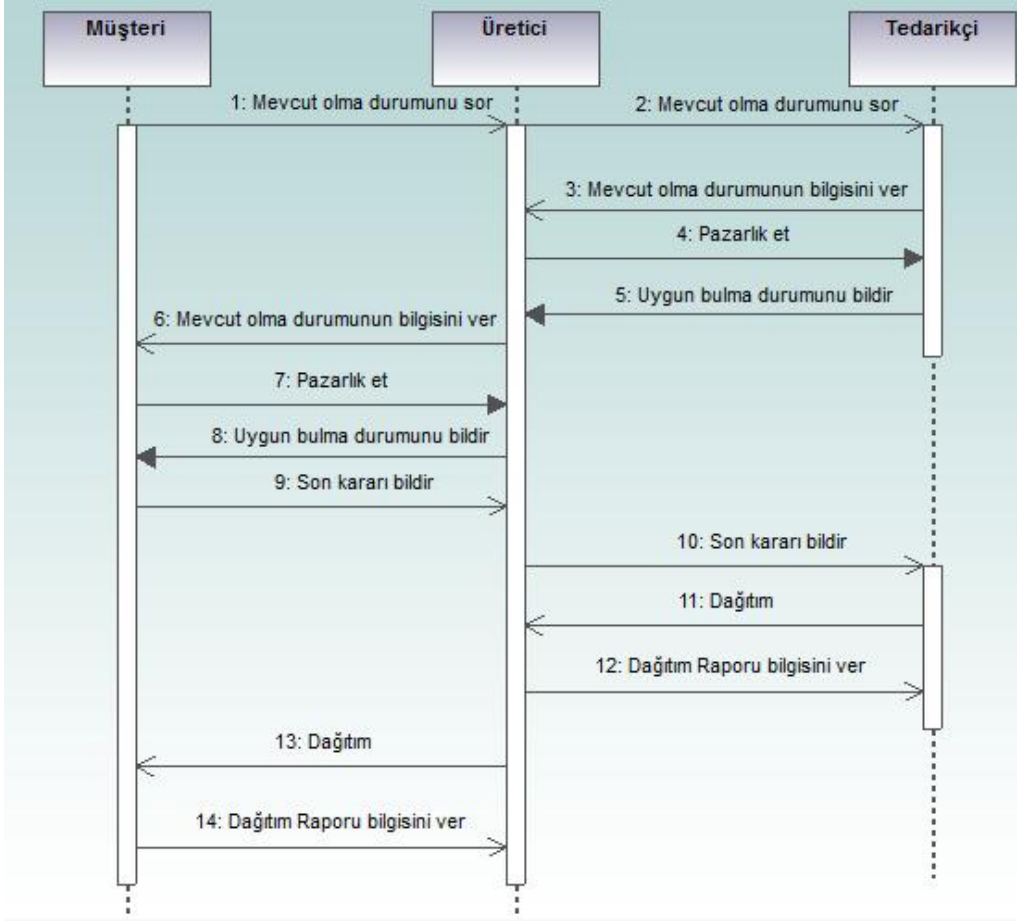 Müşteri
Üretici
Tedarikçi
1: Mevcut olma durumunu sor
2: Mevcut olma durumunu sor
3: Mevcut olma durumunun bilgisini ver
4: Pazarlık et
5: Uygun bulma durumunu bildir
6: Mevcut olma durumunun bilgisini ver
7: Pazarlık et
8: Uygun bulma durumunu bildir
9: Son kararı bildir
10: Son kararı bildir
11: Dağıtım
12: Dağıtım Raporu bilgisini ver
13: Dağıtım
14: Dağıtım Raporu bilgisini ver